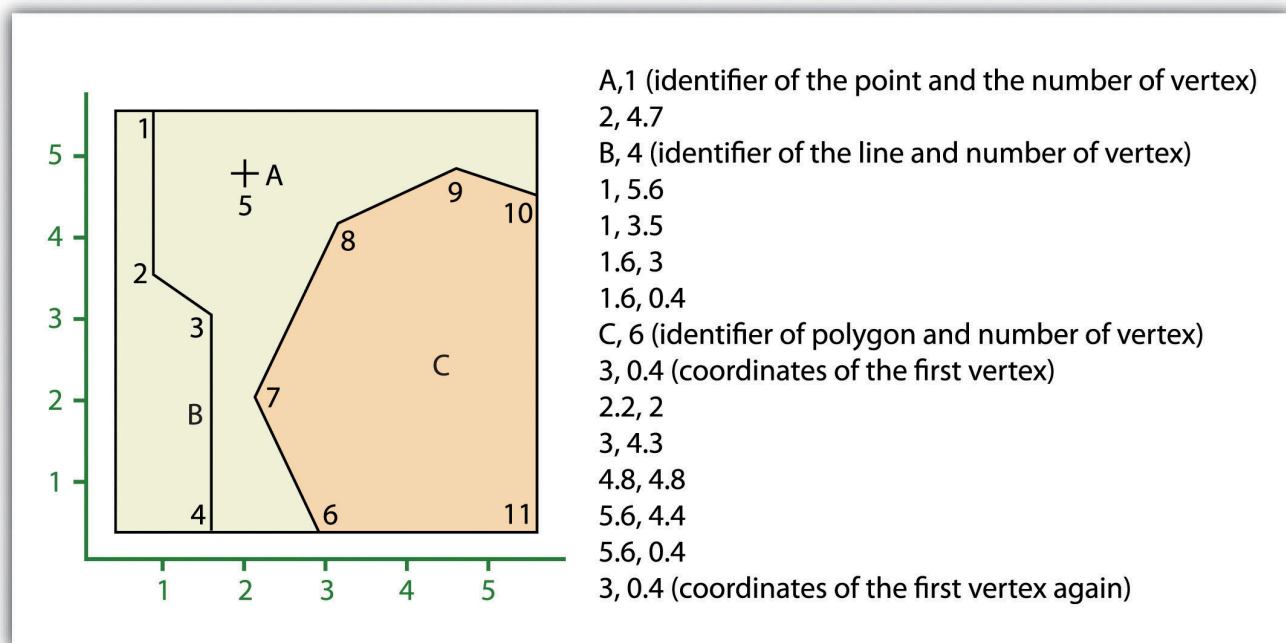 5
4
3
2
1
1 2 3 4 5
1
2
3
4
A
5
6
7
8
9
10
11
B
C
A,1 (identifier of the point and the number of vertex)
2, 4.7
B, 4 (identifier of the line and number of vertex)
1, 5.6
1, 3.5
1.6, 3
1.6, 0.4
C, 6 (identifier of polygon and number of vertex)
3, 0.4 (coordinates of the first vertex)
2.2, 2
3, 4.3
4.8, 4.8
5.6, 4.4
5.6, 0.4
3, 0.4 (coordinates of the first vertex again)